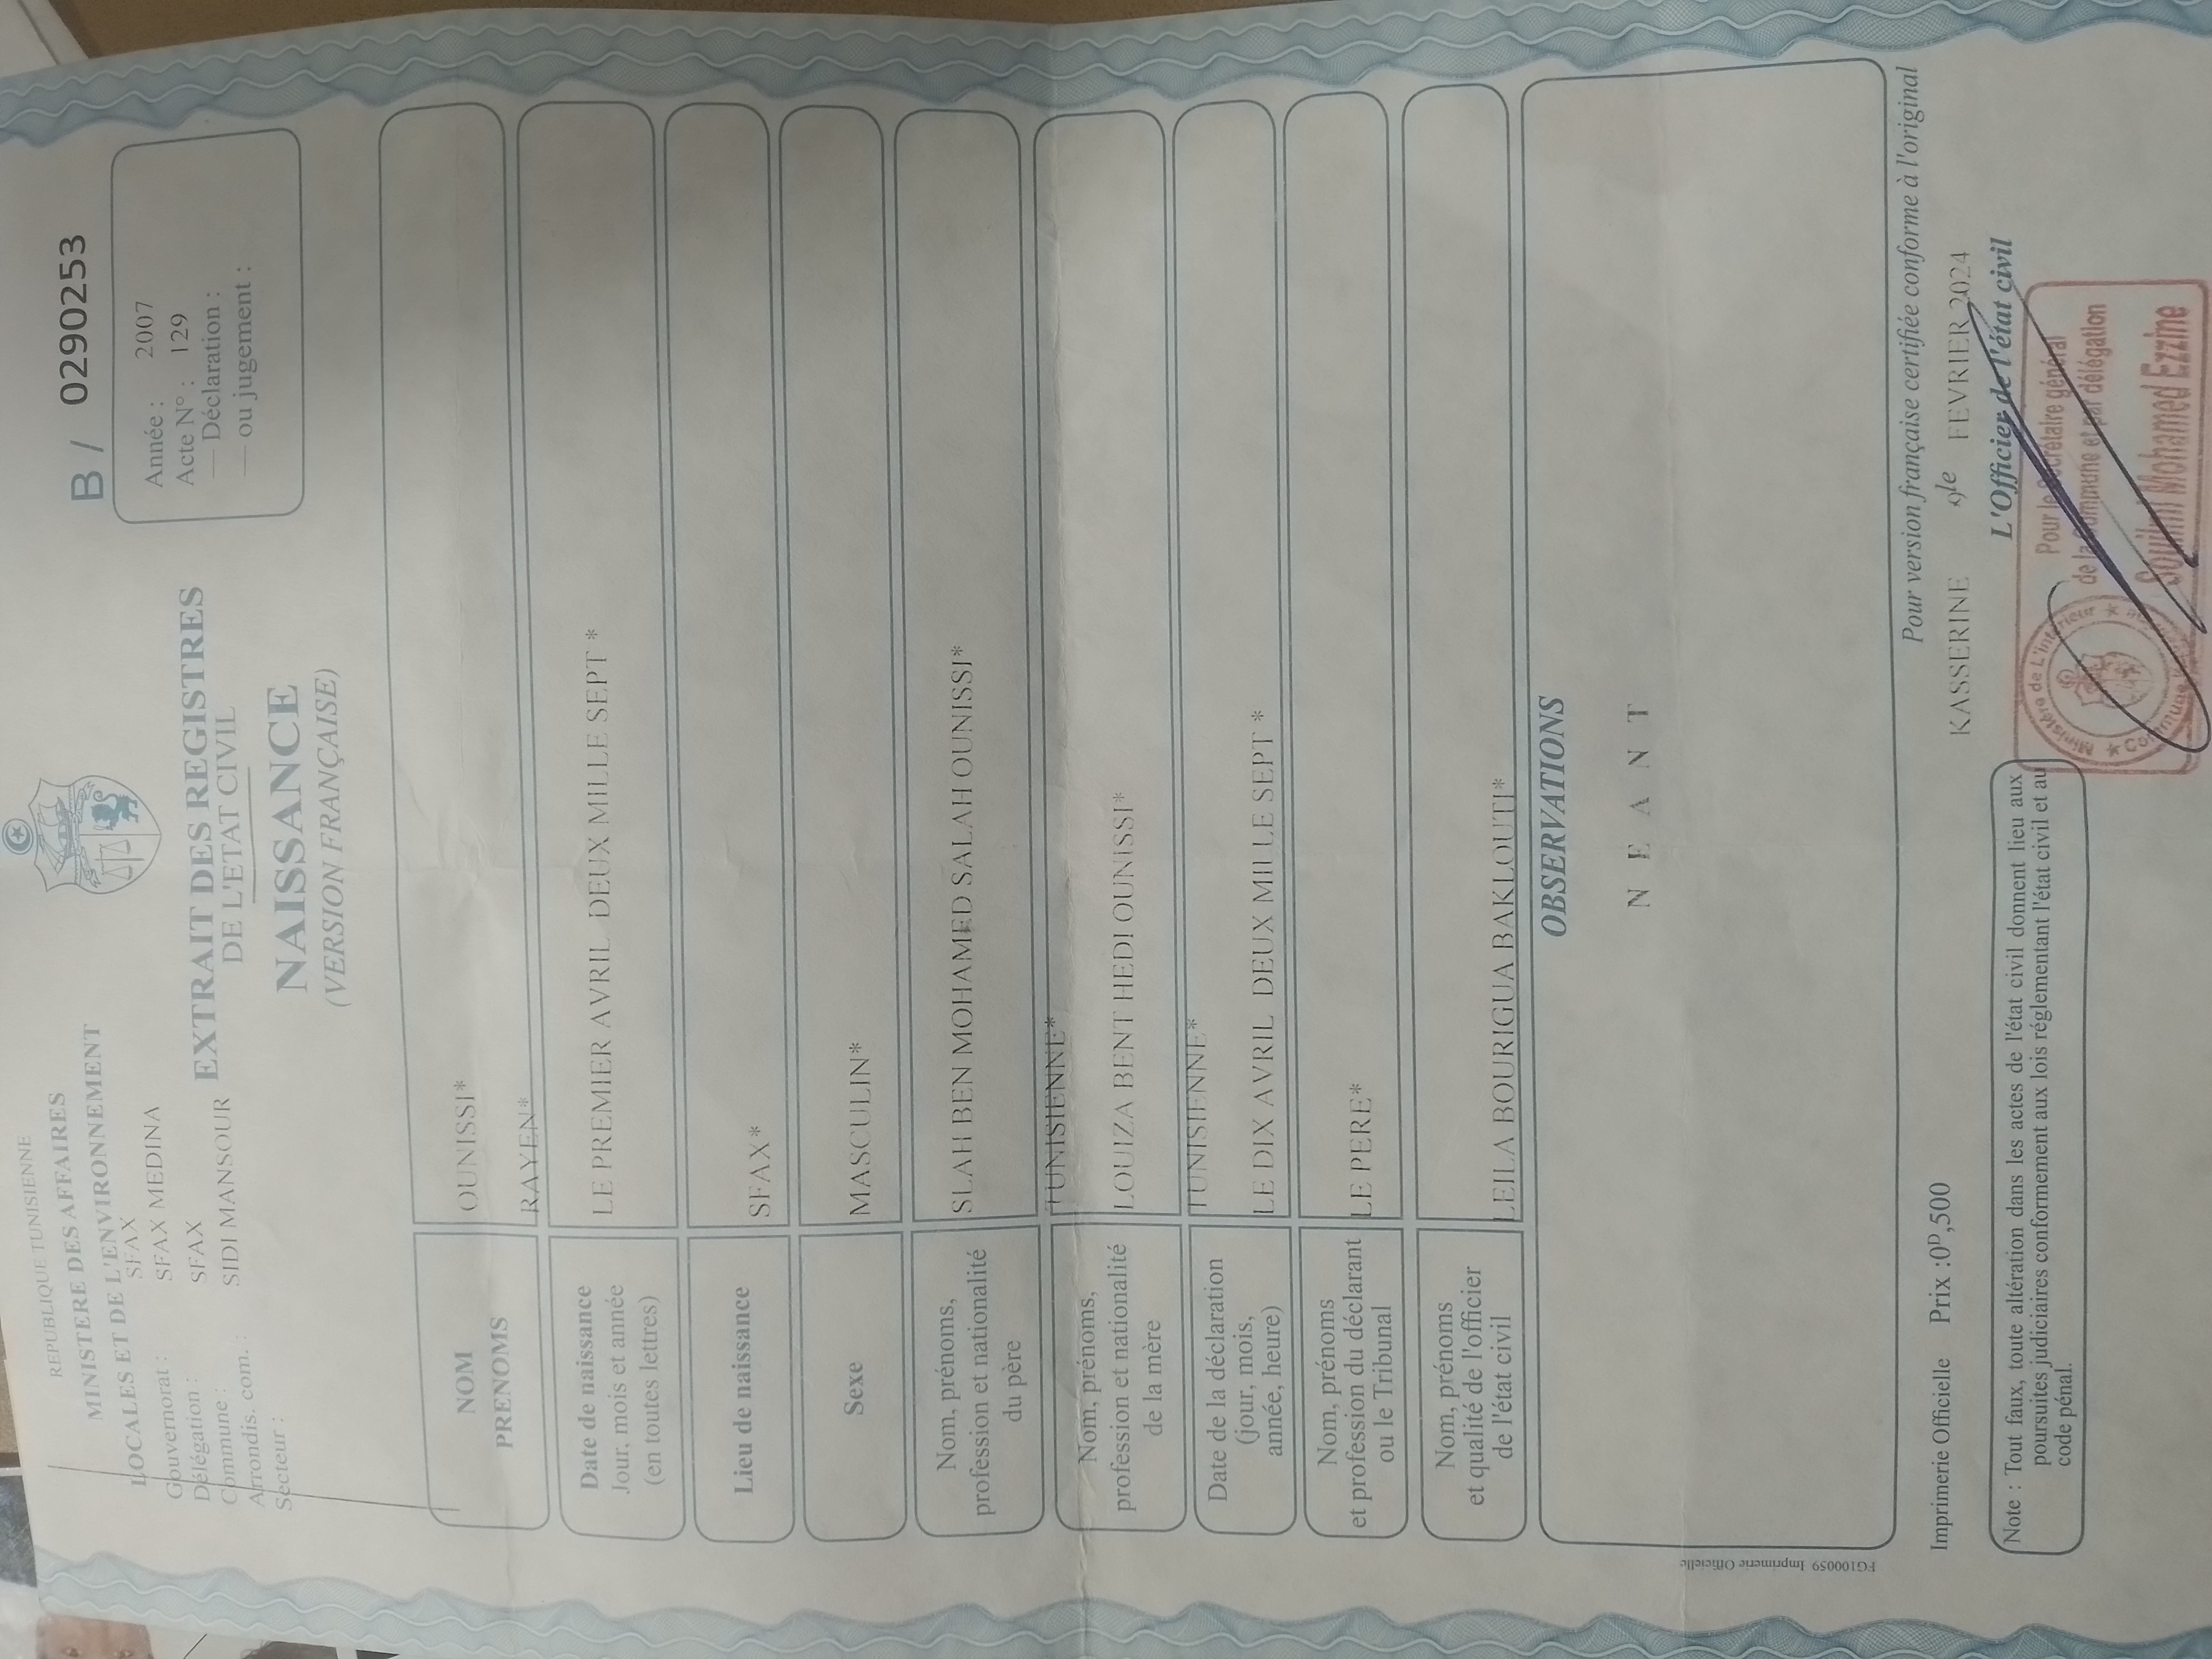 REPUBLIQUE TUNISIENNE
MINISTERE DES AFFAIRES
LOCALES ET DE L'ENVIRONNEMENT
Gouvernorat : SFAX
Délégation : SFAX MEDINA
Commune : SFAX
Arrondis. com. : SIDI MANSOUR
Secteur :
B / 0290253
Année : 2007
Acte N° : 129
— Déclaration :
— ou jugement :
EXTRAIT DES REGISTRES
DE L'ETAT CIVIL
NAISSANCE
(VERSION FRANÇAISE)
NOM
OUNISSI*
PRENOMS
RAYEN*
Date de naissance
Jour, mois et année
(en toutes lettres)
LE PREMIER AVRIL DEUX MILLE SEPT *
Lieu de naissance
SFAX*
Sexe
MASCULIN*
Nom, prénoms,
profession et nationalité
du père
SLAH BEN MOHAMED SALAH OUNISSI*
TUNISIENNE*
Nom, prénoms,
profession et nationalité
de la mère
LOUIZA BENT HEDI OUNISSI*
TUNISIENNE*
Date de la déclaration
(jour, mois,
année, heure)
LE DIX AVRIL DEUX MILLE SEPT *
Nom, prénoms
et profession du déclarant
ou le Tribunal
LE PERE*
Nom, prénoms
et qualité de l'officier
de l'état civil
LEILA BOURIGUA BAKLOUTI*
OBSERVATIONS
N E A N T
FG100059 Imprimerie Officielle
Pour version française certifiée conforme à l'original
Imprimerie Officielle Prix :0ᴰ,500
KASSERINE 9le FEVRIER 2024
L'Officier de l'état civil
Note : Tout faux, toute altération dans les actes de l'état civil donnent lieu aux
poursuites judiciaires conformement aux lois réglementant l'état civil et au
code pénal.
Pour le secrétaire général
de la commune et par délégation
Souihi Mohamed Ezzine
Ministère de L'intérieur
Commune